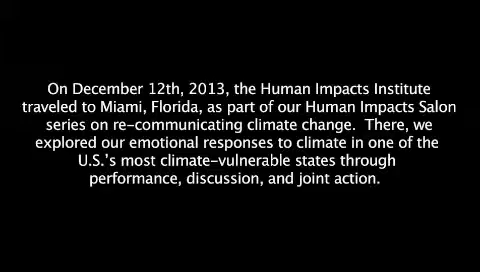 On December 12th, 2013, the Human Impacts Institute
traveled to Miami, Florida, as part of our Human Impacts Salon
series on re-communicating climate change.  There, we
explored our emotional responses to climate in one of the
U.S.'s most climate-vulnerable states through
performance, discussion, and joint action.